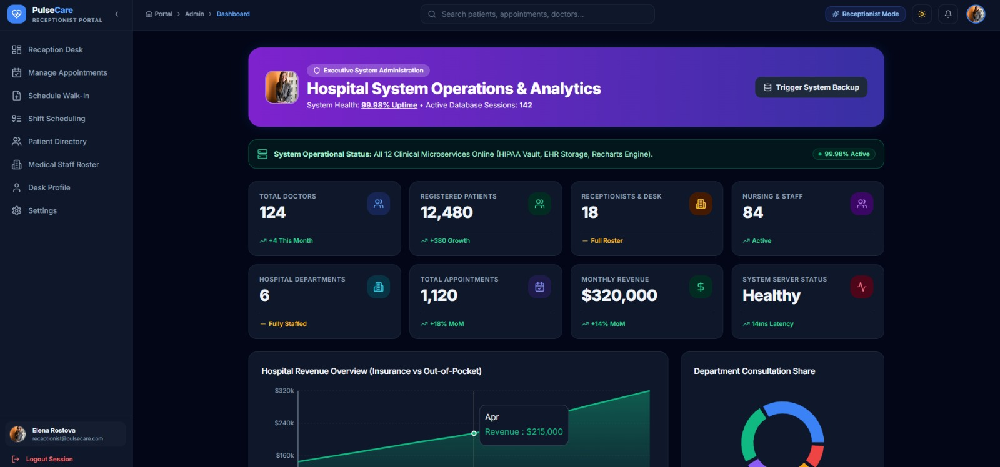 PulseCare
RECEPTIONIST PORTAL
Portal > Admin > Dashboard
Search patients, appointments, doctors...
Receptionist Mode
Reception Desk
Manage Appointments
Schedule Walk-In
Shift Scheduling
Patient Directory
Medical Staff Roster
Desk Profile
Settings
Elena Rostova
receptionist@pulsecare.com
Logout Session
Executive System Administration
Hospital System Operations & Analytics
System Health: 99.98% Uptime • Active Database Sessions: 142
Trigger System Backup
System Operational Status: All 12 Clinical Microservices Online (HIPAA Vault, EHR Storage, Recharts Engine).
99.98% Active
TOTAL DOCTORS
124
+4 This Month
REGISTERED PATIENTS
12,480
+380 Growth
RECEPTIONISTS & DESK
18
Full Roster
NURSING & STAFF
84
Active
HOSPITAL DEPARTMENTS
6
Fully Staffed
TOTAL APPOINTMENTS
1,120
+18% MoM
MONTHLY REVENUE
$320,000
+14% MoM
SYSTEM SERVER STATUS
Healthy
14ms Latency
Hospital Revenue Overview (Insurance vs Out-of-Pocket)
$320k
$240k
$160k
Apr
Revenue : $215,000
Department Consultation Share